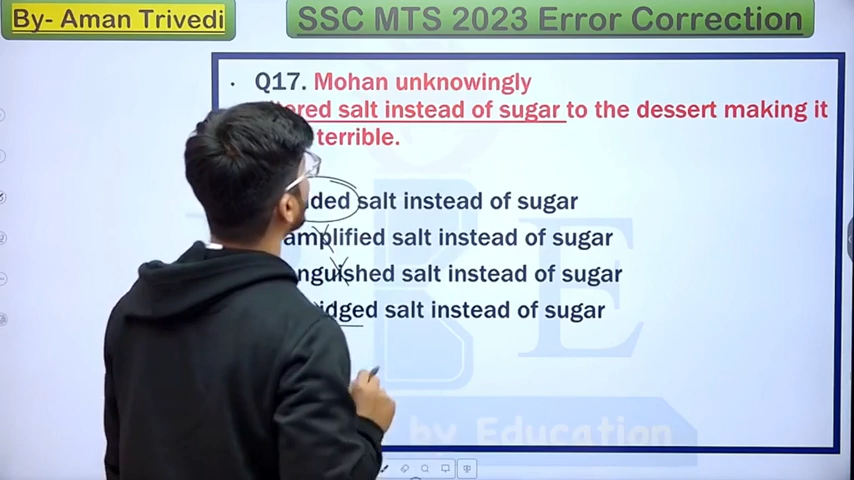 By- Aman Trivedi
SSC MTS 2023 Error Correction
Q17. Mohan unknowingly
salt instead of sugar to the dessert making it
terrible.
salt instead of sugar
amplified salt instead of sugar
salt instead of sugar
salt instead of sugar
by Education